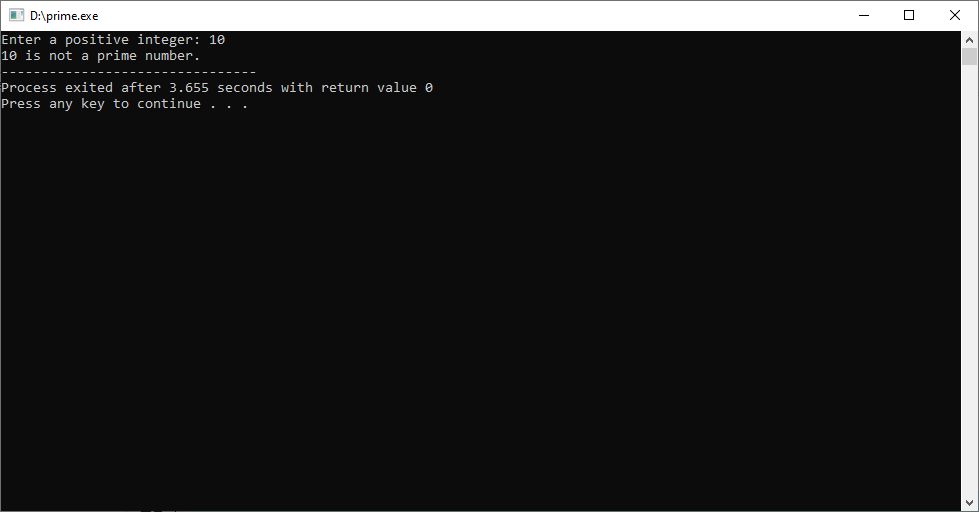 D:\prime.exe
Enter a positive integer: 10
10 is not a prime number.
--------------------------------
Process exited after 3.655 seconds with return value 0
Press any key to continue . . .